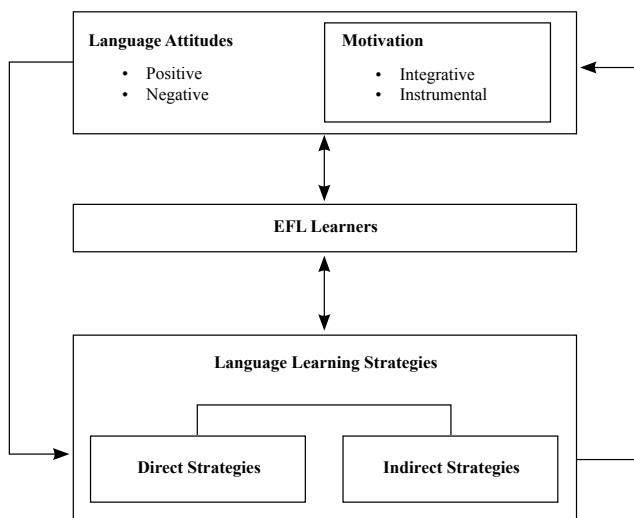 Language Attitudes
• Positive
• Negative
Motivation
• Integrative
• Instrumental
EFL Learners
Language Learning Strategies
Direct Strategies
Indirect Strategies